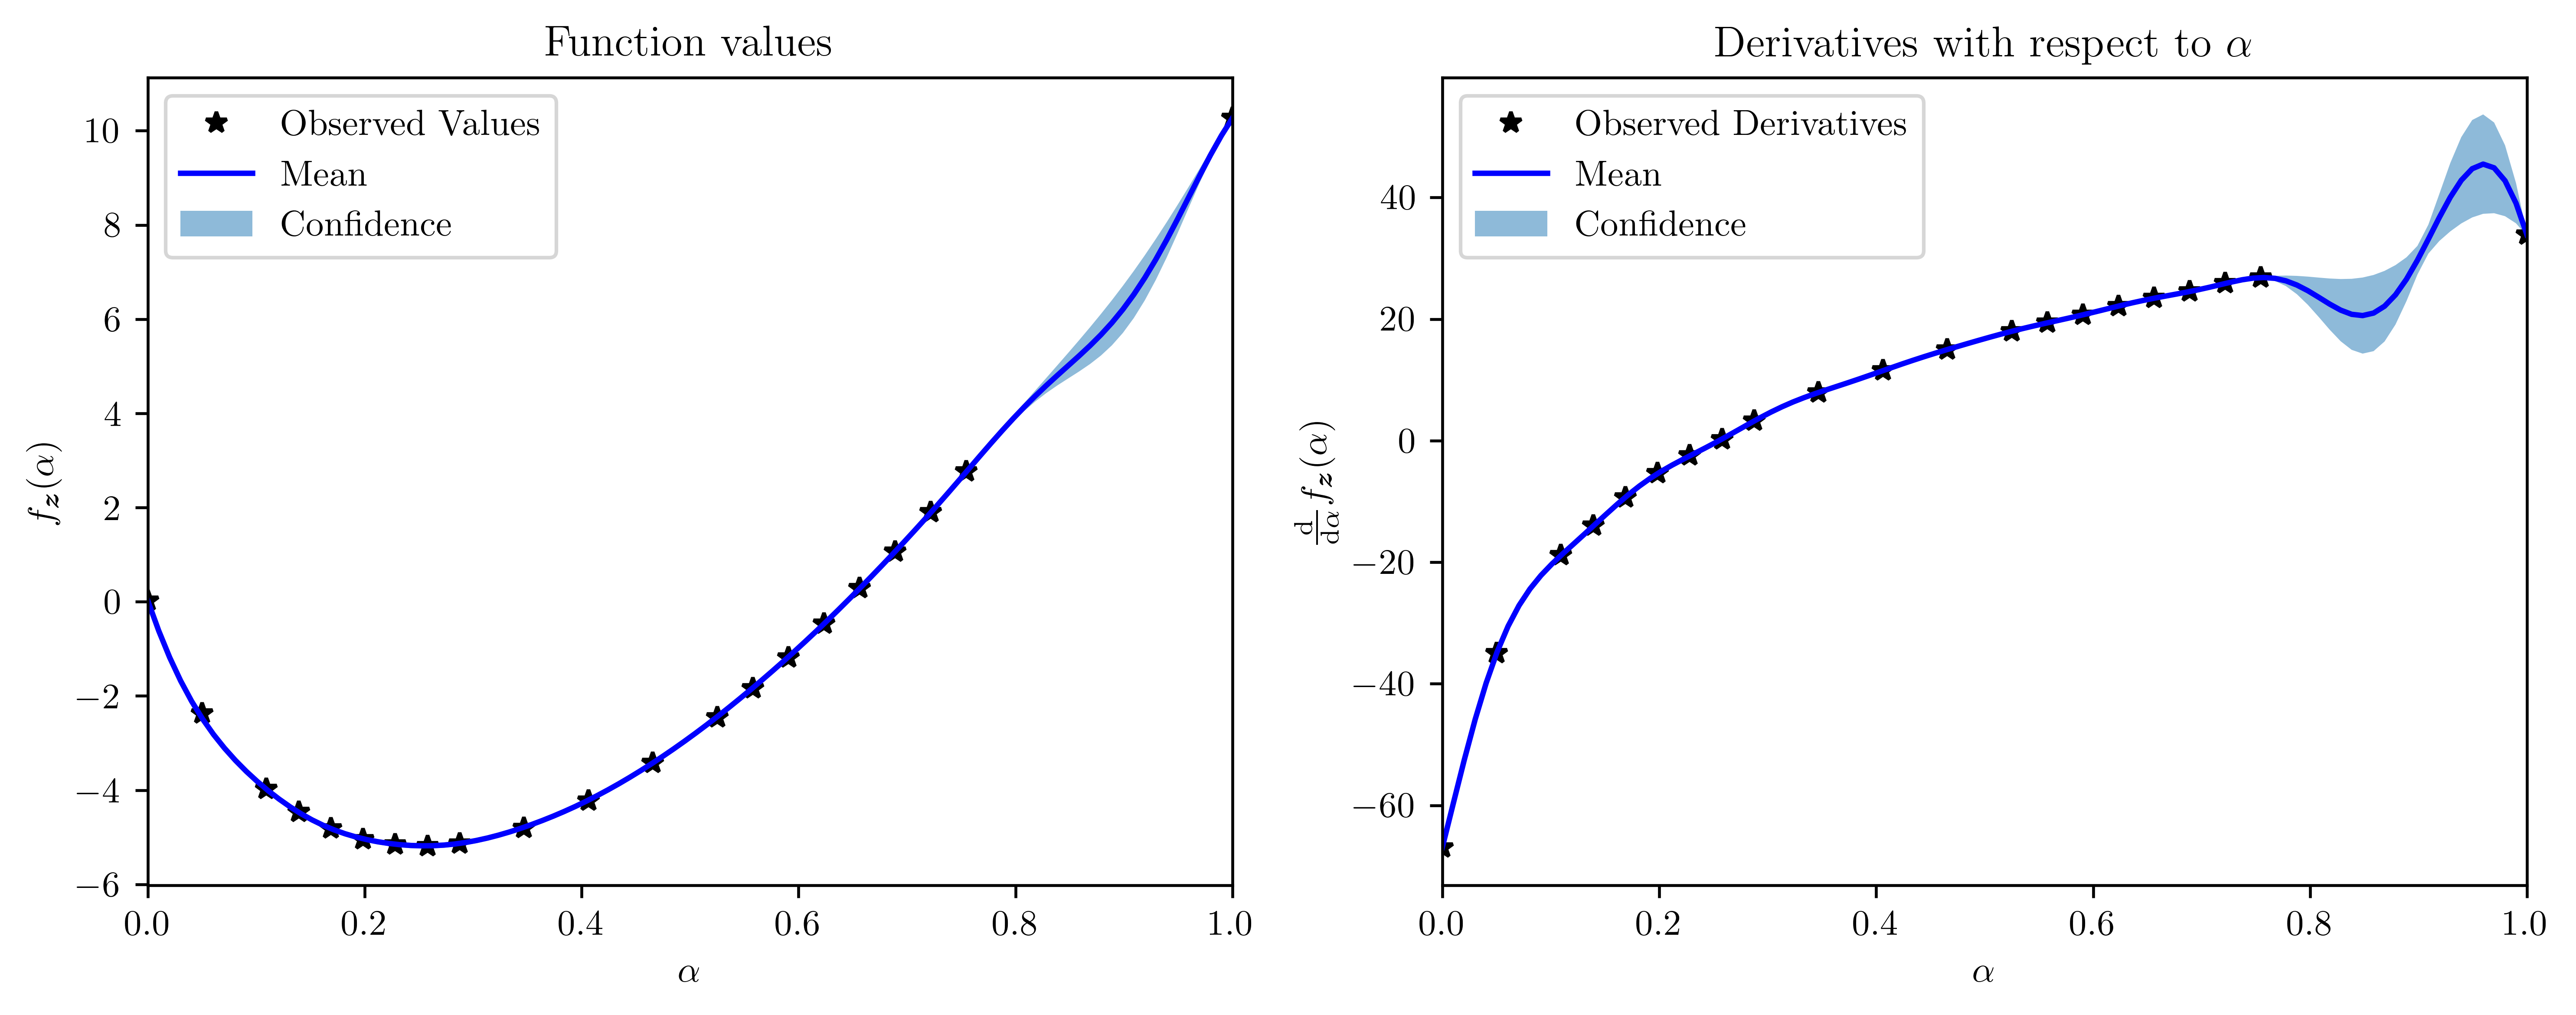 Function values
Observed Values
Mean
Confidence
10
8
6
4
2
0
−2
−4
−6
f_z(α)
0.0 0.2 0.4 0.6 0.8 1.0
α
Derivatives with respect to α
Observed Derivatives
Mean
Confidence
40
20
0
−20
−40
−60
d/dα f_z(α)
0.0 0.2 0.4 0.6 0.8 1.0
α